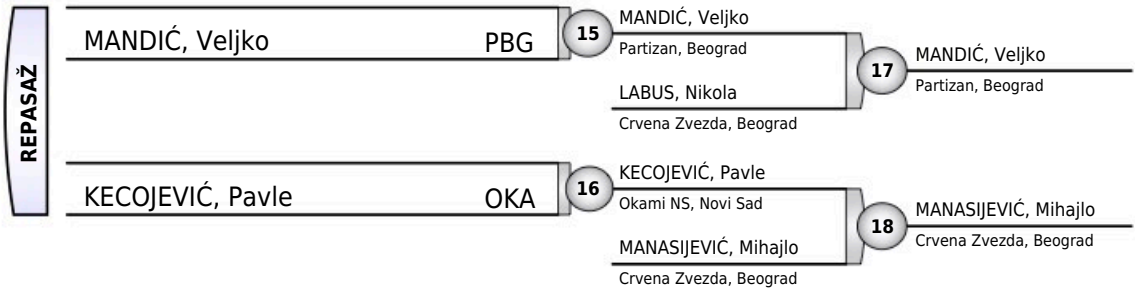 REPASAŽ
MANDIĆ, Veljko PBG
15
MANDIĆ, Veljko
Partizan, Beograd
LABUS, Nikola
Crvena Zvezda, Beograd
17
MANDIĆ, Veljko
Partizan, Beograd
KECOJEVIĆ, Pavle OKA
16
KECOJEVIĆ, Pavle
Okami NS, Novi Sad
MANASIJEVIĆ, Mihajlo
Crvena Zvezda, Beograd
18
MANASIJEVIĆ, Mihajlo
Crvena Zvezda, Beograd